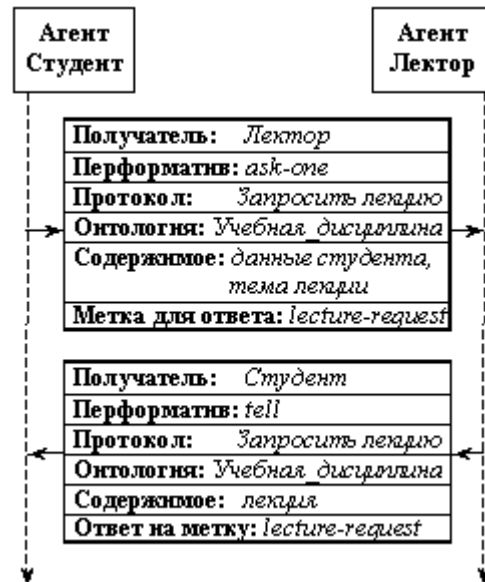 Агент
Студент
Агент
Лектор
Получатель: Лектор
Перформатив: ask-one
Протокол: Запросить лекцию
Онтология: Учебная_дисциплина
Содержимое: данные студента,
тема лекции
Метка для ответа: lecture-request
Получатель: Студент
Перформатив: tell
Протокол: Запросить лекцию
Онтология: Учебная_дисциплина
Содержимое: лекция
Ответ на метку: lecture-request